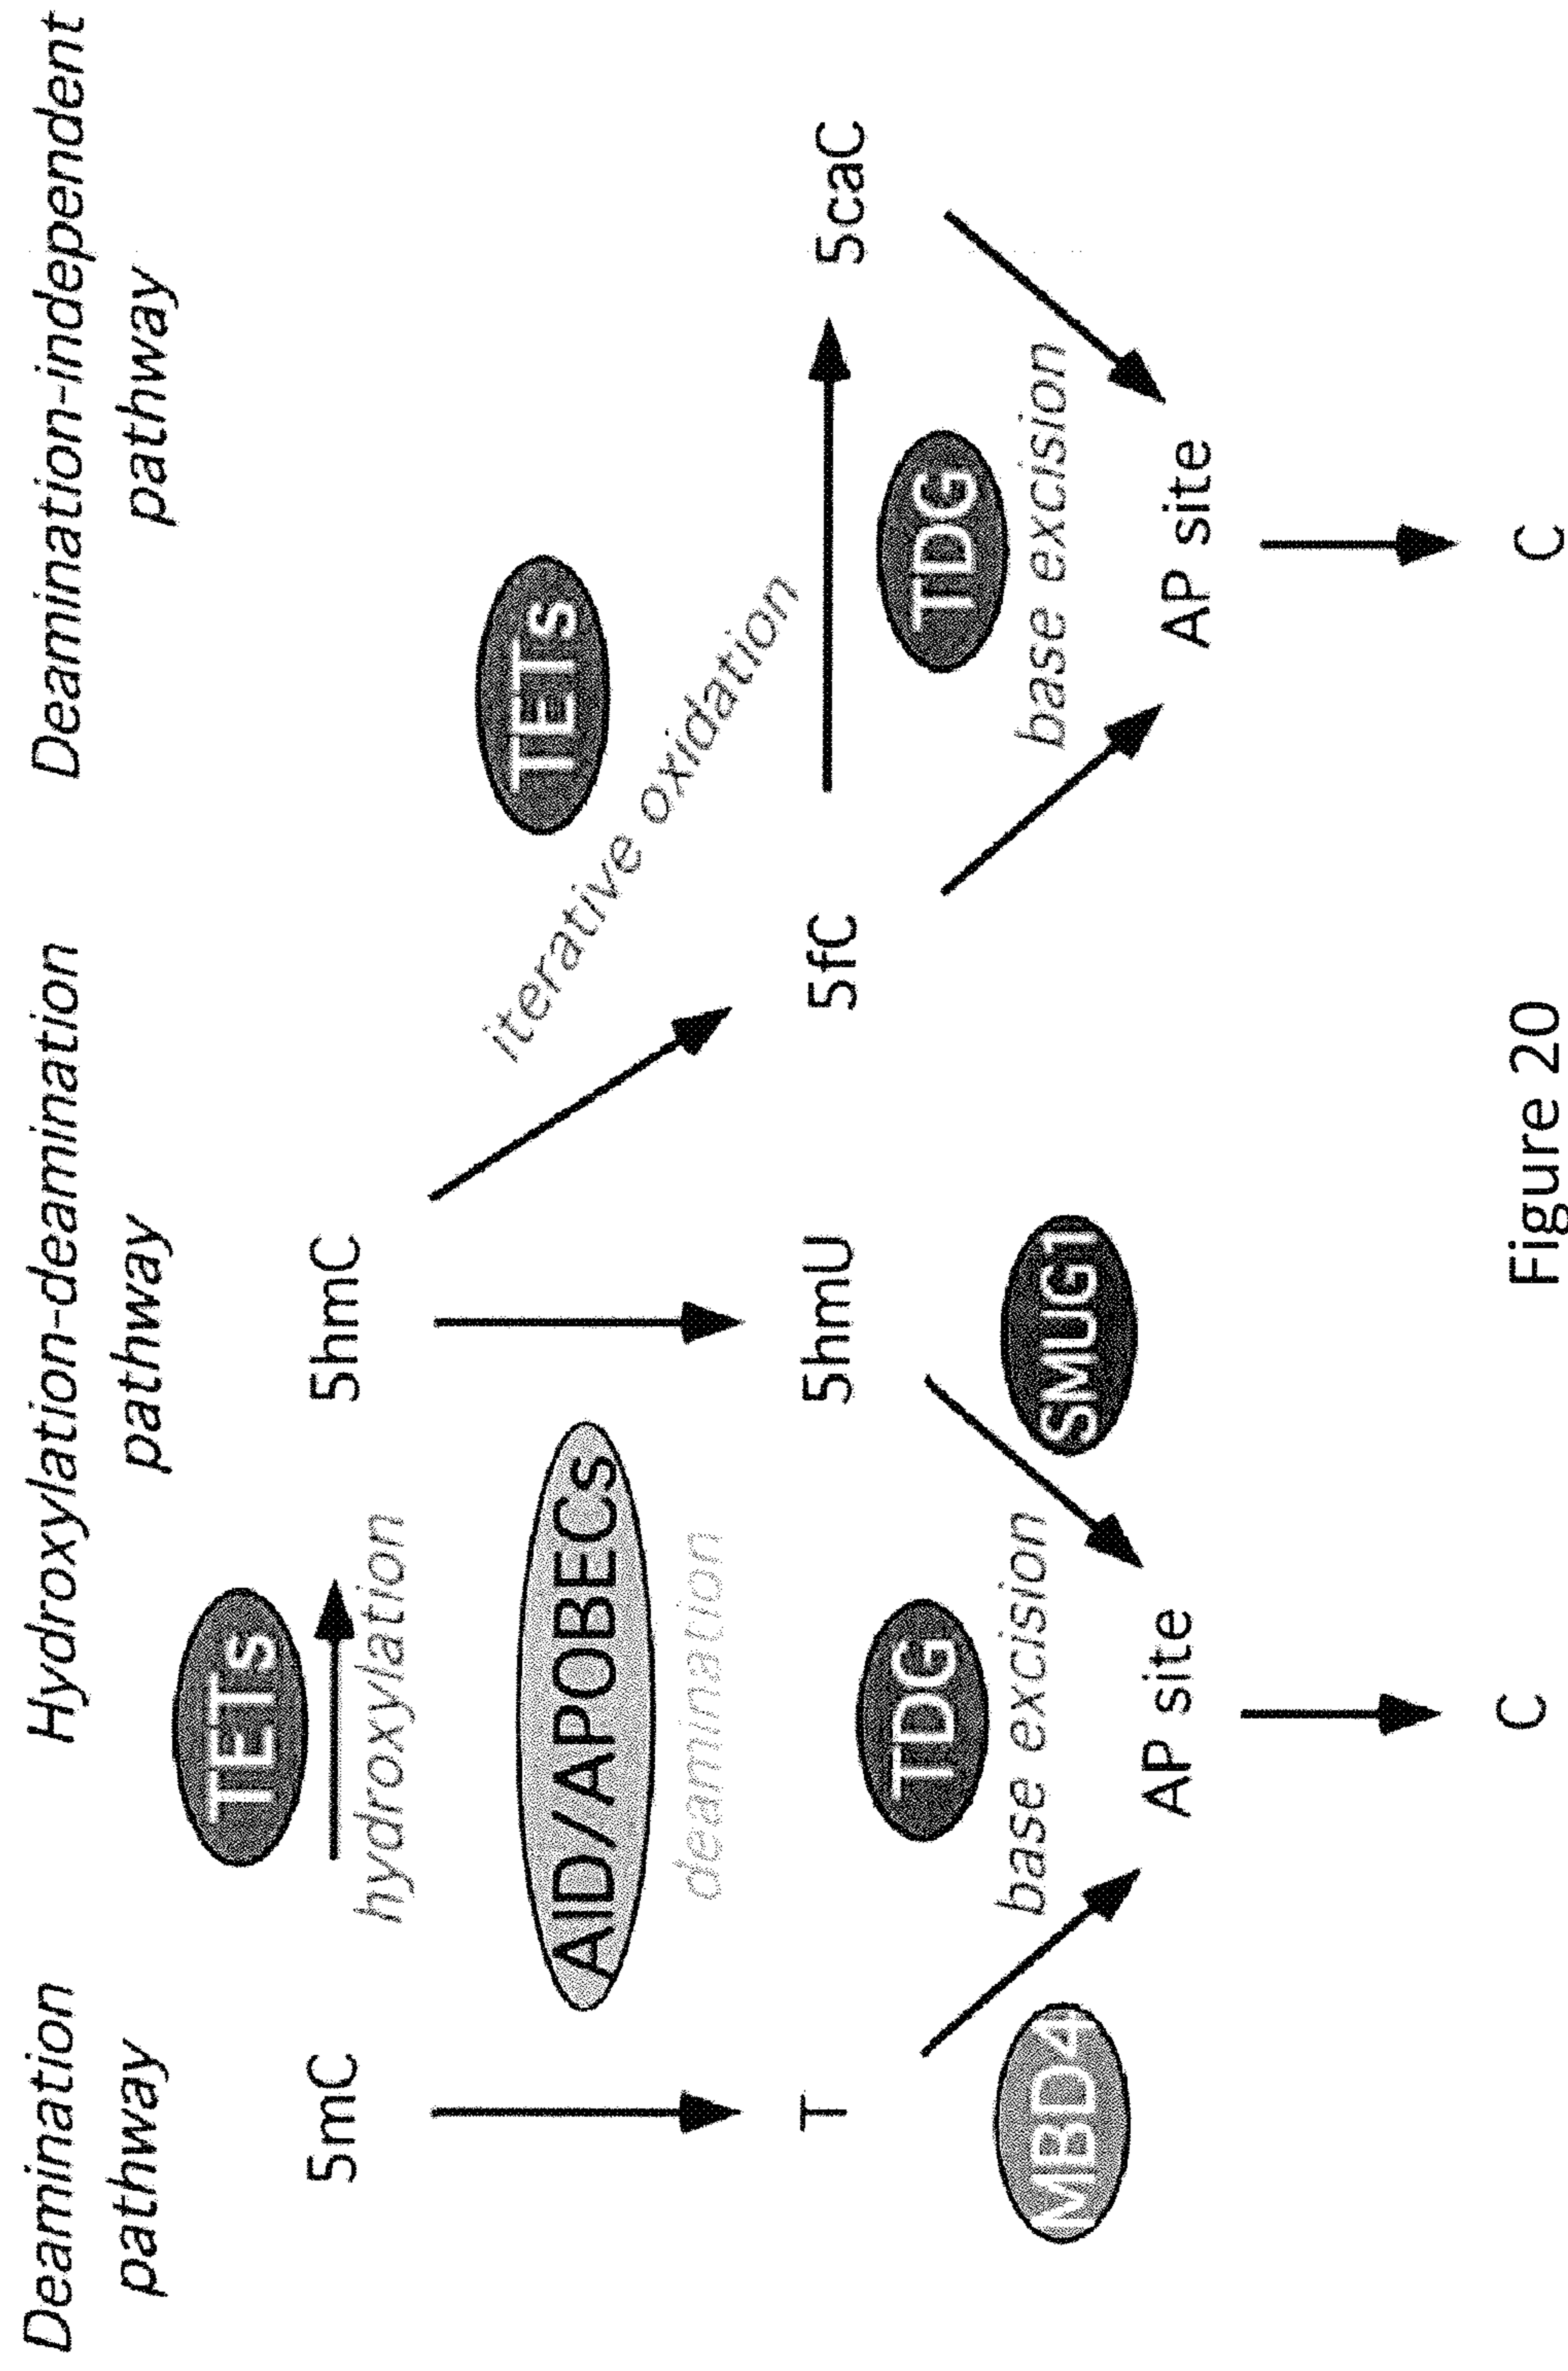 Deamination
pathway
Hydroxylation-deamination
pathway
Deamination-independent
pathway
TETs
5mC
hydroxylation
5hmC
AID/APOBECs
deamination
TETs
iterative oxidation
T
5hmU
5fC
5caC
TDG
TDG
MBD4
base excision
SMUG1
base excision
AP site
AP site
C
C
Figure 20